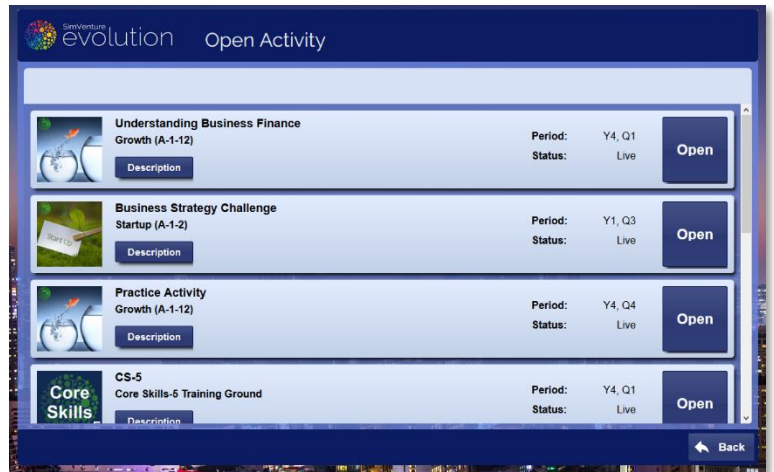 SimVenture
evolution Open Activity
Understanding Business Finance
Growth (A-1-12)
Description
Period: Y4, Q1
Status: Live
Open
Business Strategy Challenge
Startup (A-1-2)
Start Up
Description
Period: Y1, Q3
Status: Live
Open
Practice Activity
Growth (A-1-12)
Description
Period: Y4, Q4
Status: Live
Open
Core
Skills
CS-5
Core Skills-5 Training Ground
Description
Period: Y4, Q1
Status: Live
Open
Back